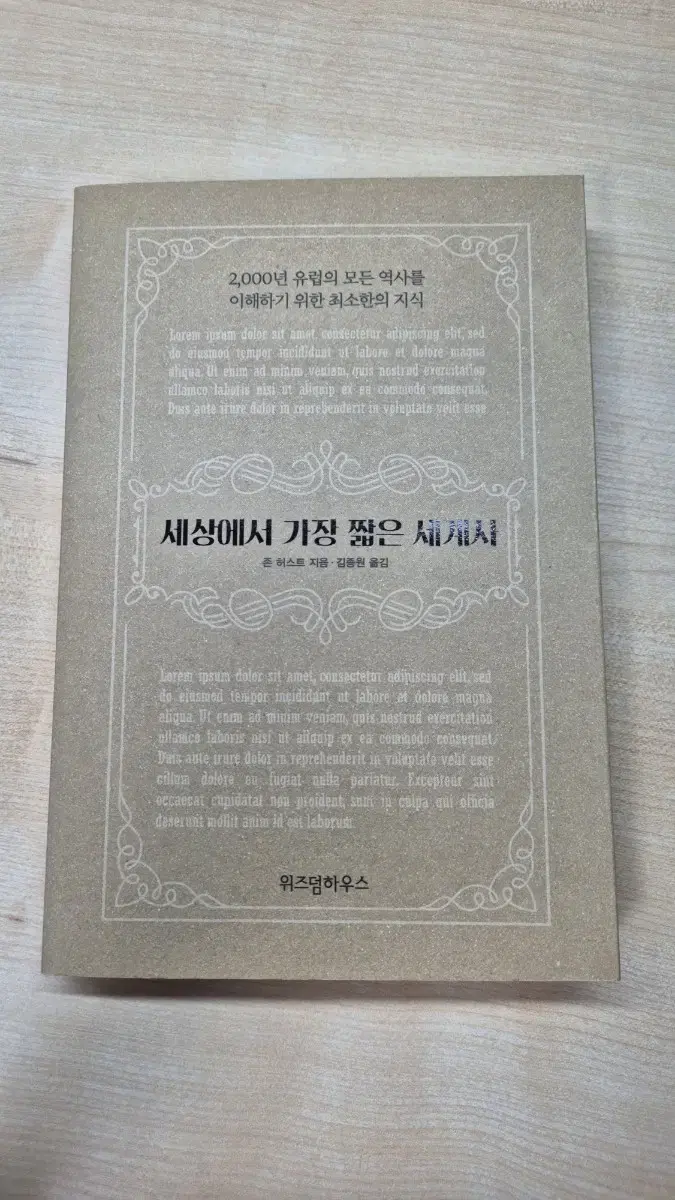 2,000년 유럽의 모든 역사를
이해하기 위한 최소한의 지식
Lorem ipsum dolor sit amet, consectetur adipiscing elit, sed
do eiusmod tempor incididunt ut labore et dolore magna
aliqua. Ut enim ad minim veniam, quis nostrud exercitation
ullamco laboris nisi ut aliquip ex ea commodo consequat.
Duis aute irure dolor in reprehenderit in voluptate velit esse
세상에서 가장 짧은 세계사
존 허스트 지음·김종원 옮김
Lorem ipsum dolor sit amet, consectetur adipiscing elit, sed
do eiusmod tempor incididunt ut labore et dolore magna
aliqua. Ut enim ad minim veniam, quis nostrud exercitation
ullamco laboris nisi ut aliquip ex ea commodo consequat.
Duis aute irure dolor in reprehenderit in voluptate velit esse
cillum dolore eu fugiat nulla pariatur. Excepteur sint
occaecat cupidatat non proident, sunt in culpa qui officia
deserunt mollit anim id est laborum.
위즈덤하우스